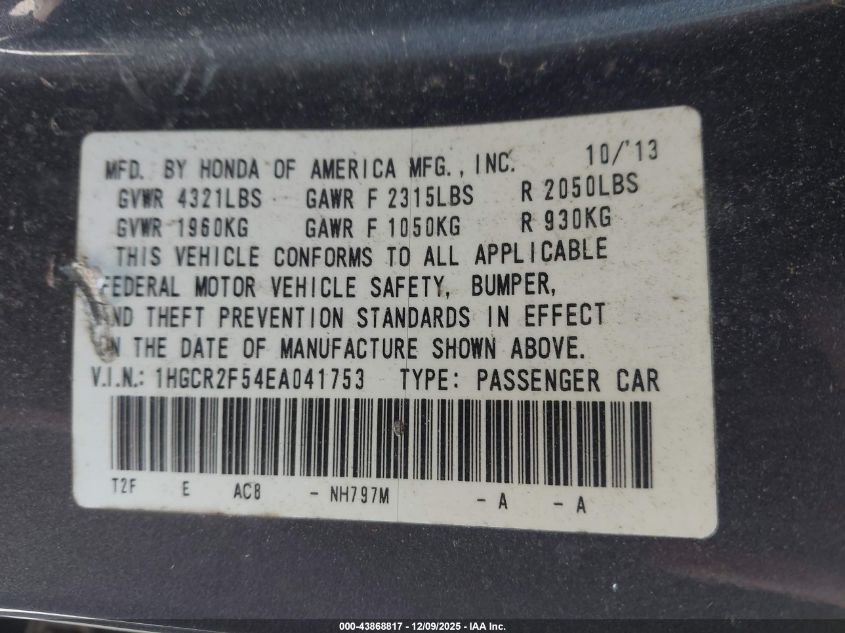 MFD. BY HONDA OF AMERICA MFG., INC. 10/'13
GVWR 4321LBS GAWR F 2315LBS R 2050LBS
GVWR 1960KG GAWR F 1050KG R 930KG
THIS VEHICLE CONFORMS TO ALL APPLICABLE
FEDERAL MOTOR VEHICLE SAFETY, BUMPER,
AND THEFT PREVENTION STANDARDS IN EFFECT
ON THE DATE OF MANUFACTURE SHOWN ABOVE.
V.I.N.: 1HGCR2F54EA041753 TYPE: PASSENGER CAR
T2F E AC8 - NH797M - A - A
000-43868817 - 12/09/2025 - IAA Inc.